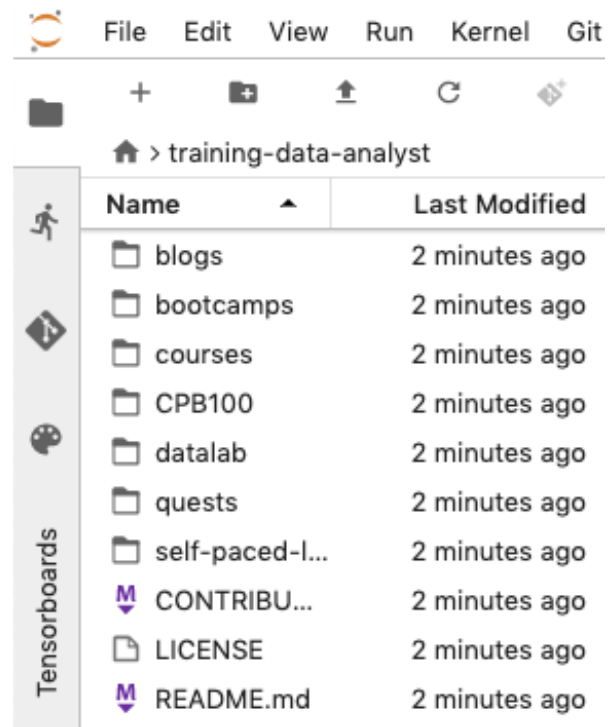 File Edit View Run Kernel Git
> training-data-analyst
Name Last Modified
blogs 2 minutes ago
bootcamps 2 minutes ago
courses 2 minutes ago
CPB100 2 minutes ago
datalab 2 minutes ago
quests 2 minutes ago
self-paced-l... 2 minutes ago
CONTRIBU... 2 minutes ago
LICENSE 2 minutes ago
README.md 2 minutes ago
Tensorboards